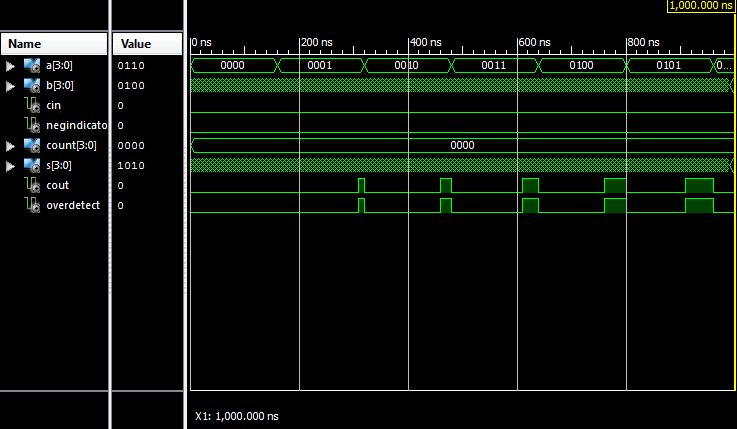 1,000.000 ns
Name Value 0 ns 200 ns 400 ns 600 ns 800 ns
a[3:0] 0110 0000 0001 0010 0011 0100 0101 0...
b[3:0] 0100
cin 0
negindicato 0
count[3:0] 0000 0000
s[3:0] 1010
cout 0
overdetect 0
X1: 1,000.000 ns